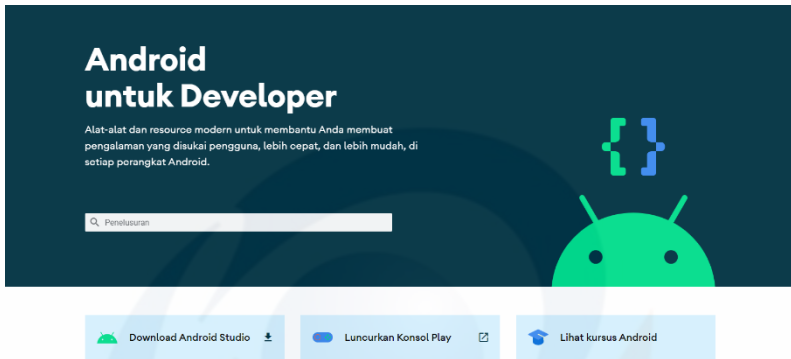 Android
untuk Developer
Alat-alat dan resource modern untuk membantu Anda membuat
pengalaman yang disukai pengguna, lebih cepat, dan lebih mudah, di
setiap perangkat Android.
Penelusuran
Download Android Studio
Luncurkan Konsol Play
Lihat kursus Android